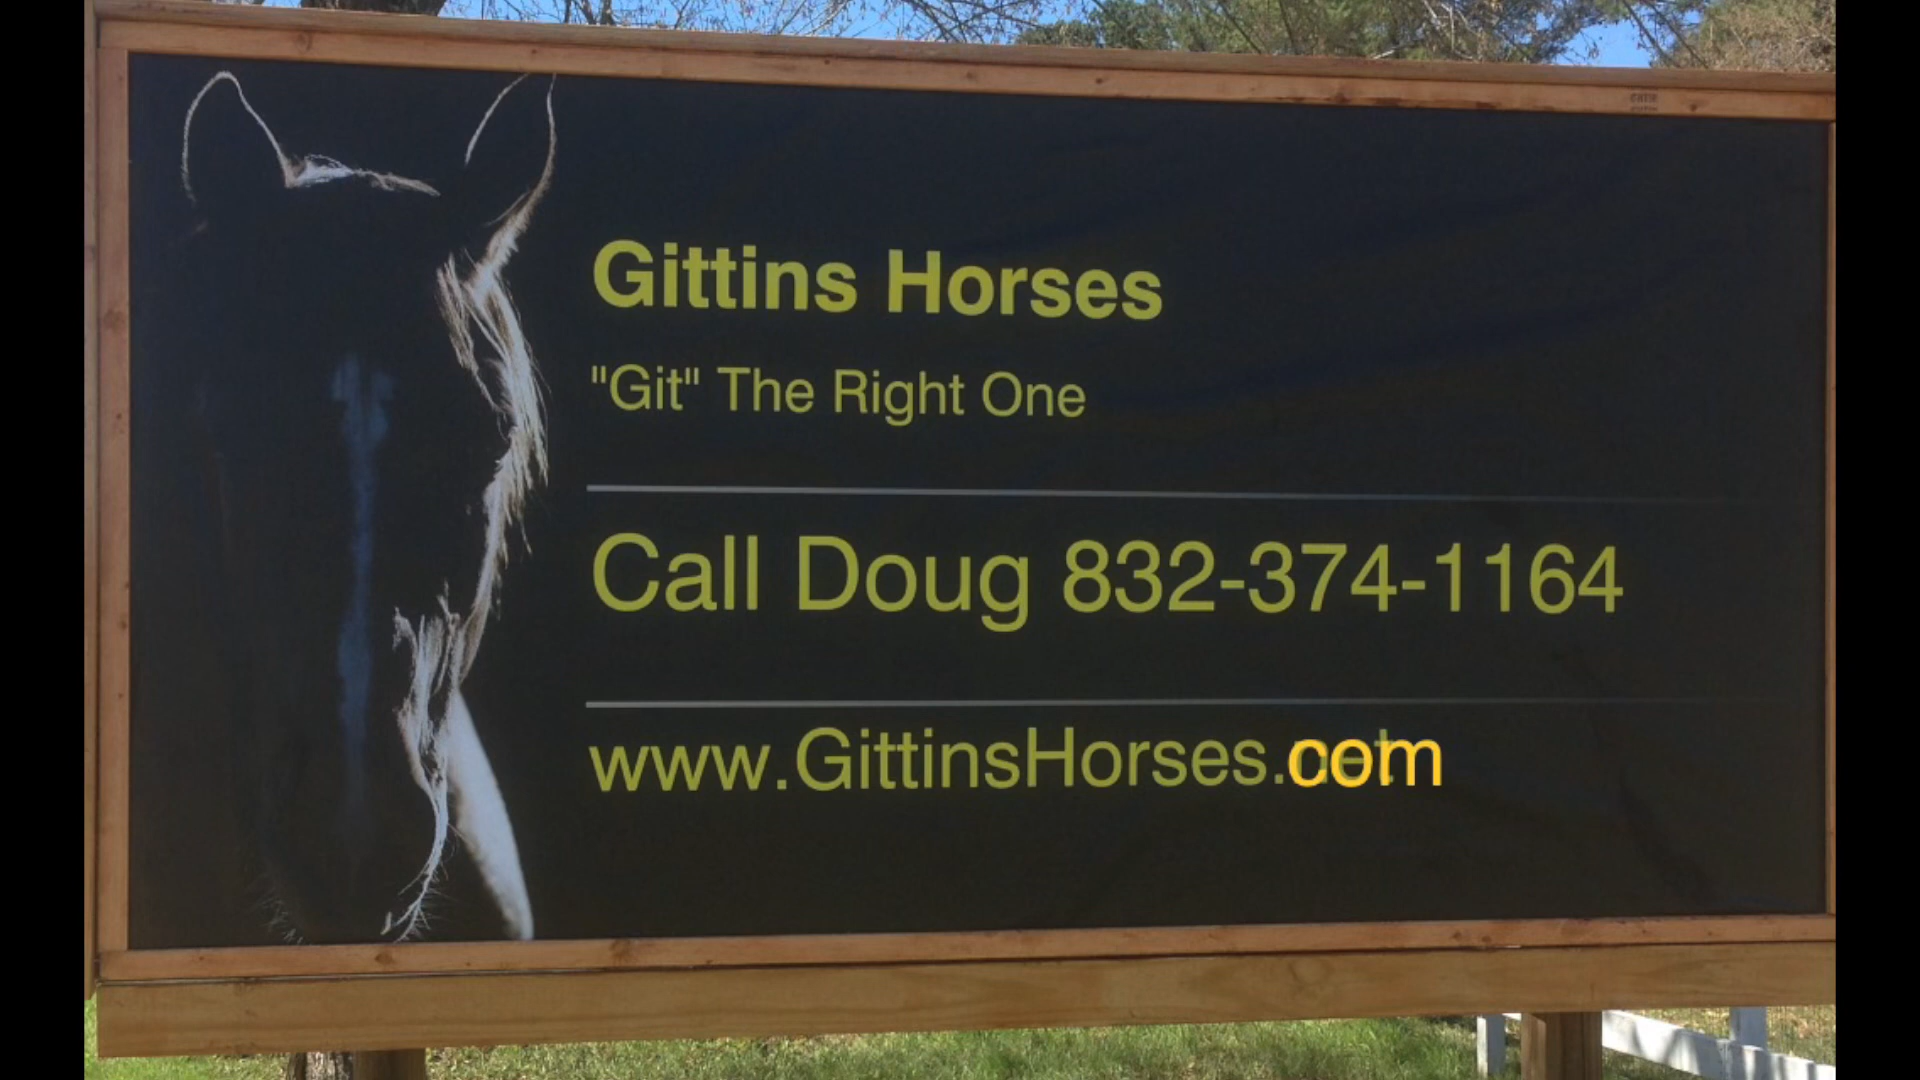 Gittins Horses
"Git" The Right One
Call Doug 832-374-1164
www.GittinsHorses.com